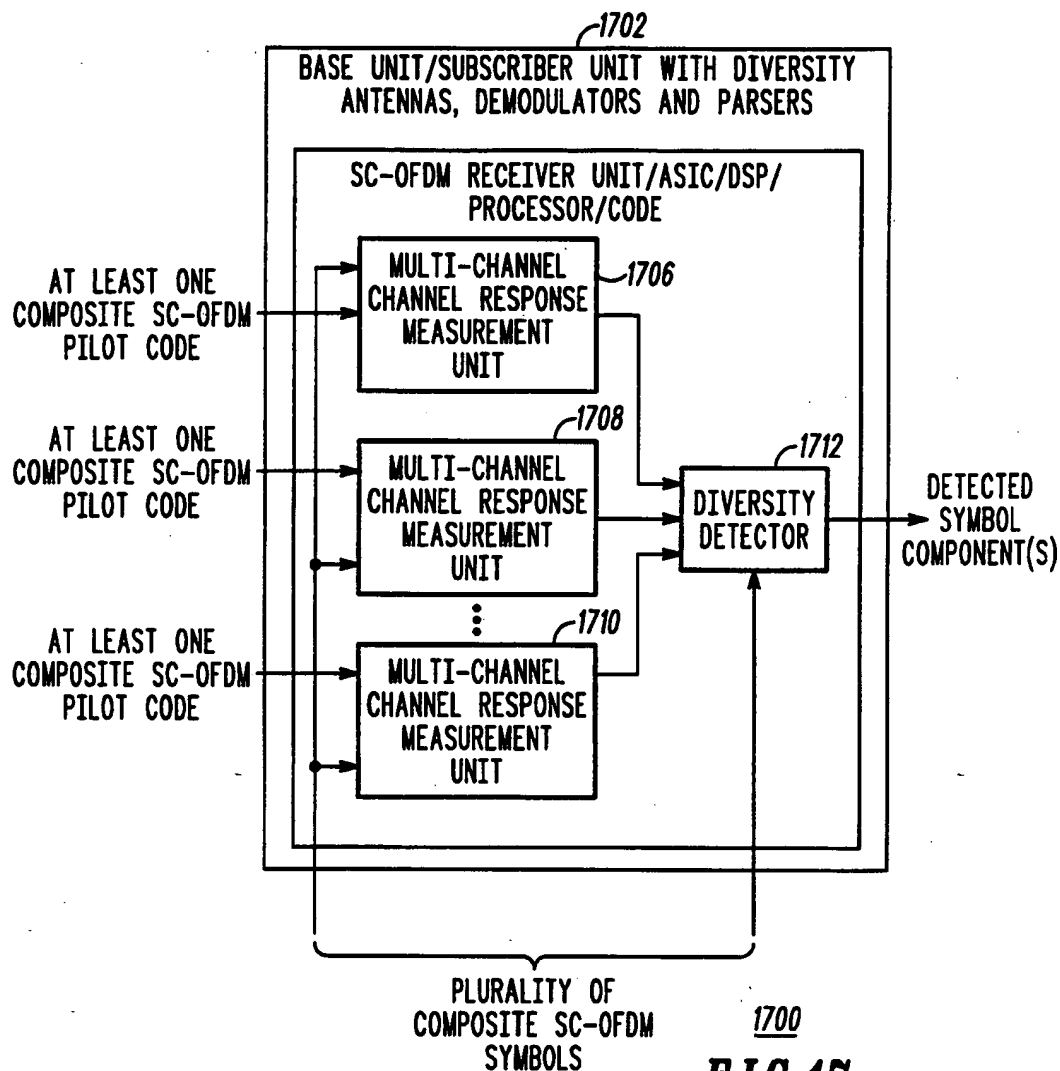 1702
BASE UNIT/SUBSCRIBER UNIT WITH DIVERSITY
ANTENNAS, DEMODULATORS AND PARSERS
SC-OFDM RECEIVER UNIT/ASIC/DSP/
PROCESSOR/CODE
AT LEAST ONE
COMPOSITE SC-OFDM
PILOT CODE
MULTI-CHANNEL
CHANNEL RESPONSE
MEASUREMENT
UNIT
1706
AT LEAST ONE
COMPOSITE SC-OFDM
PILOT CODE
1708
MULTI-CHANNEL
CHANNEL RESPONSE
MEASUREMENT
UNIT
1712
DIVERSITY
DETECTOR
DETECTED
SYMBOL
COMPONENT(S)
AT LEAST ONE
COMPOSITE SC-OFDM
PILOT CODE
1710
MULTI-CHANNEL
CHANNEL RESPONSE
MEASUREMENT
UNIT
PLURALITY OF
COMPOSITE SC-OFDM
SYMBOLS
1700